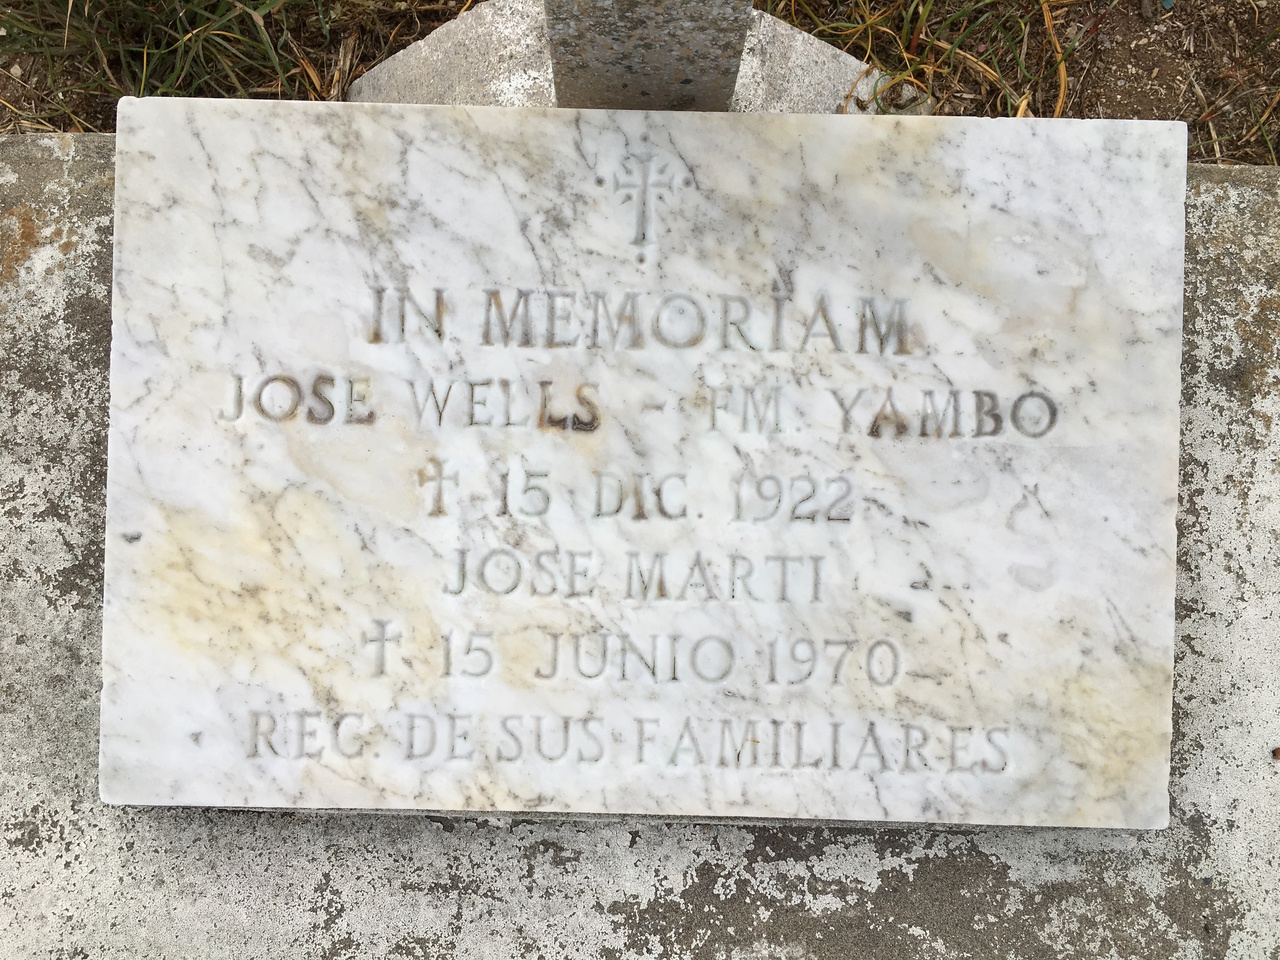 IN MEMORIAM
JOSE WELLS - FM. YAMBO
† 15 DIC. 1922
JOSE MARTI
† 15 JUNIO 1970
REC. DE SUS FAMILIARES